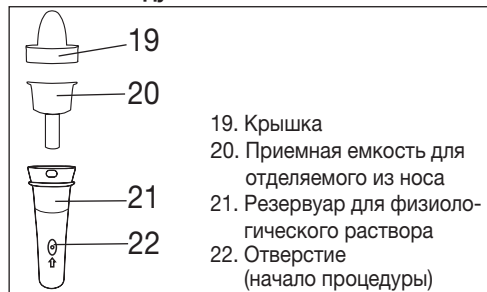 19
20
21
22
19. Крышка
20. Приемная емкость для
отделяемого из носа
21. Резервуар для физиоло-
гического раствора
22. Отверстие
(начало процедуры)